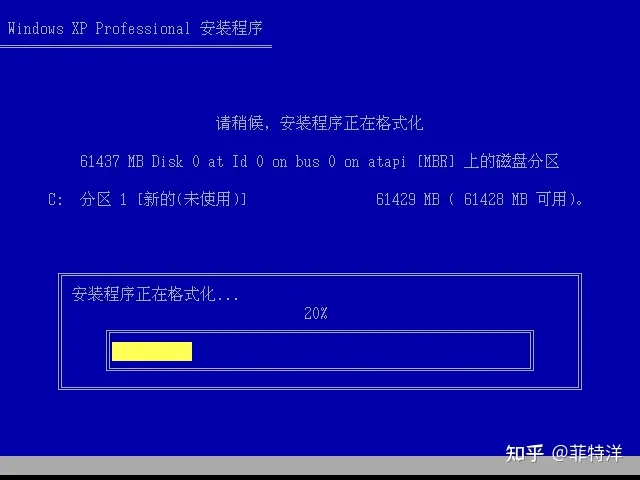 Windows XP Professional 安装程序
请稍候，安装程序正在格式化
61437 MB Disk 0 at Id 0 on bus 0 on atapi [MBR] 上的磁盘分区
C: 分区 1 [新的(未使用)] 61429 MB ( 61428 MB 可用)。
安装程序正在格式化...
20%
知乎 @菲特洋